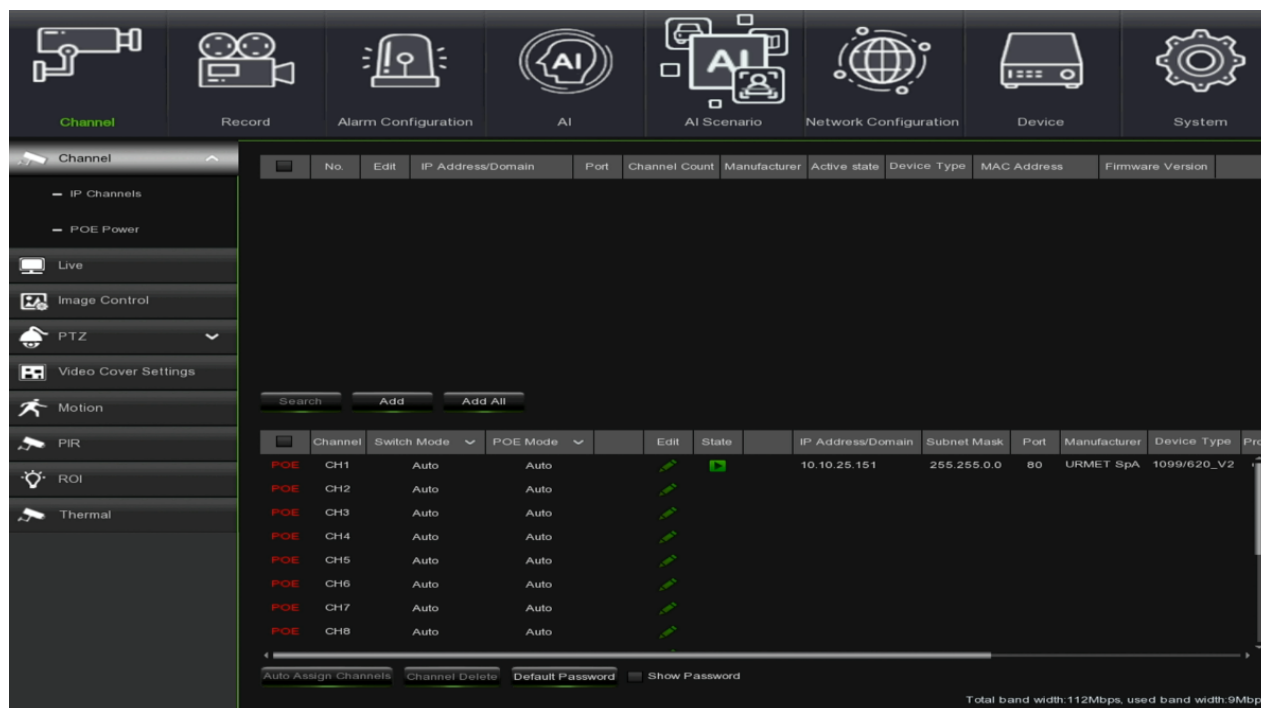 Channel Record Alarm Configuration AI AI Scenario Network Configuration Device System
Channel
IP Channels
POE Power
Live
Image Control
PTZ
Video Cover Settings
Motion
PIR
ROI
Thermal
No. Edit IP Address/Domain Port Channel Count Manufacturer Active state Device Type MAC Address Firmware Version
Search Add Add All
Channel Switch Mode POE Mode Edit State IP Address/Domain Subnet Mask Port Manufacturer Device Type Pro
POE CH1 Auto Auto 10.10.25.151 255.255.0.0 80 URMET SpA 1099/620_V2
POE CH2 Auto Auto
POE CH3 Auto Auto
POE CH4 Auto Auto
POE CH5 Auto Auto
POE CH6 Auto Auto
POE CH7 Auto Auto
POE CH8 Auto Auto
Auto Assign Channels Channel Delete Default Password Show Password
Total band width:112Mbps, used band width:9Mbp